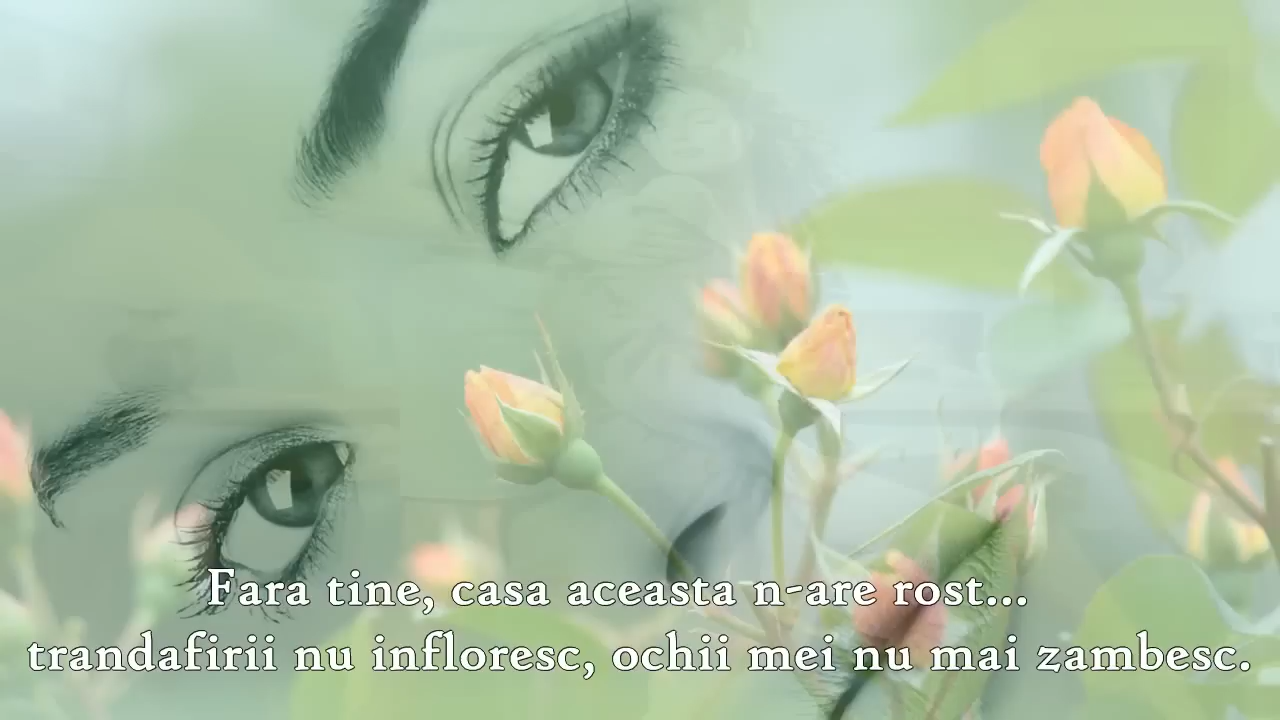 Fara tine, casa aceasta n-are rost...
trandafirii nu infloresc, ochii mei nu mai zambesc.